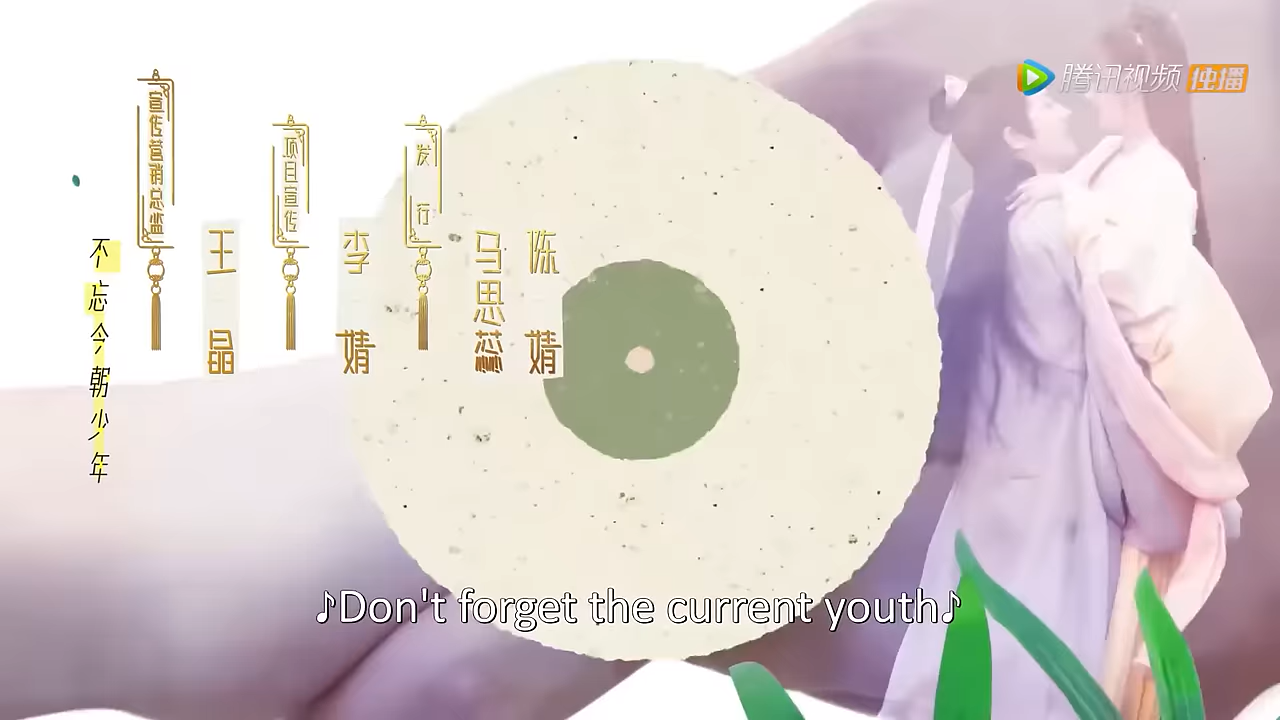 腾讯视频 独播
宣传营销总监
王晶
项目宣传
李婧
发行
马思蕊
陈婧
不忘今朝少年
♪Don't forget the current youth♪